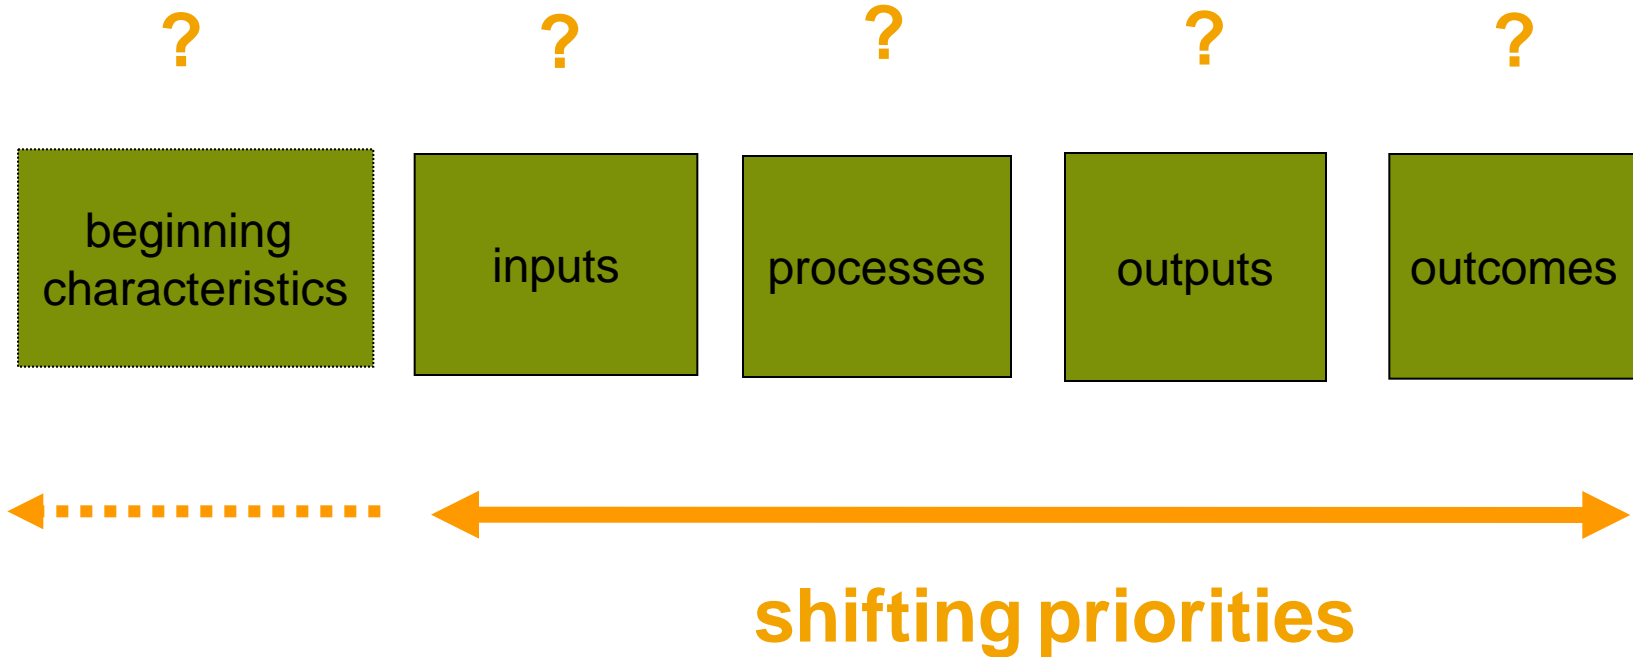 ? ? ? ? ?
beginning
characteristics
inputs
processes
outputs
outcomes
shifting priorities